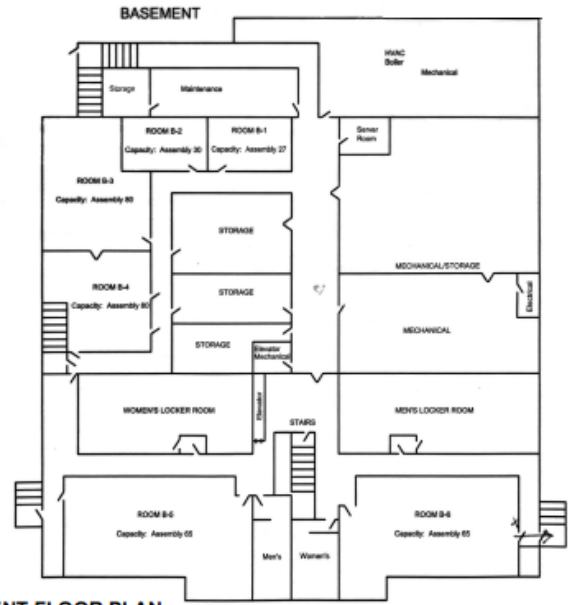 BASEMENT
HVAC
Boiler
Mechanical
Storage
Maintenance
ROOM B-2
Capacity: Assembly 30
ROOM B-1
Capacity: Assembly 27
Server
Room
ROOM B-3
Capacity: Assembly 80
STORAGE
MECHANICAL/STORAGE
ROOM B-4
Capacity: Assembly 80
STORAGE
Electrical
MECHANICAL
STORAGE
Elevator
Mechanical
WOMEN'S LOCKER ROOM
Elevator
STAIRS
MEN'S LOCKER ROOM
ROOM B-5
Capacity: Assembly 65
ROOM B-6
Capacity: Assembly 65
Men's
Women's
ENT FLOOR PLAN